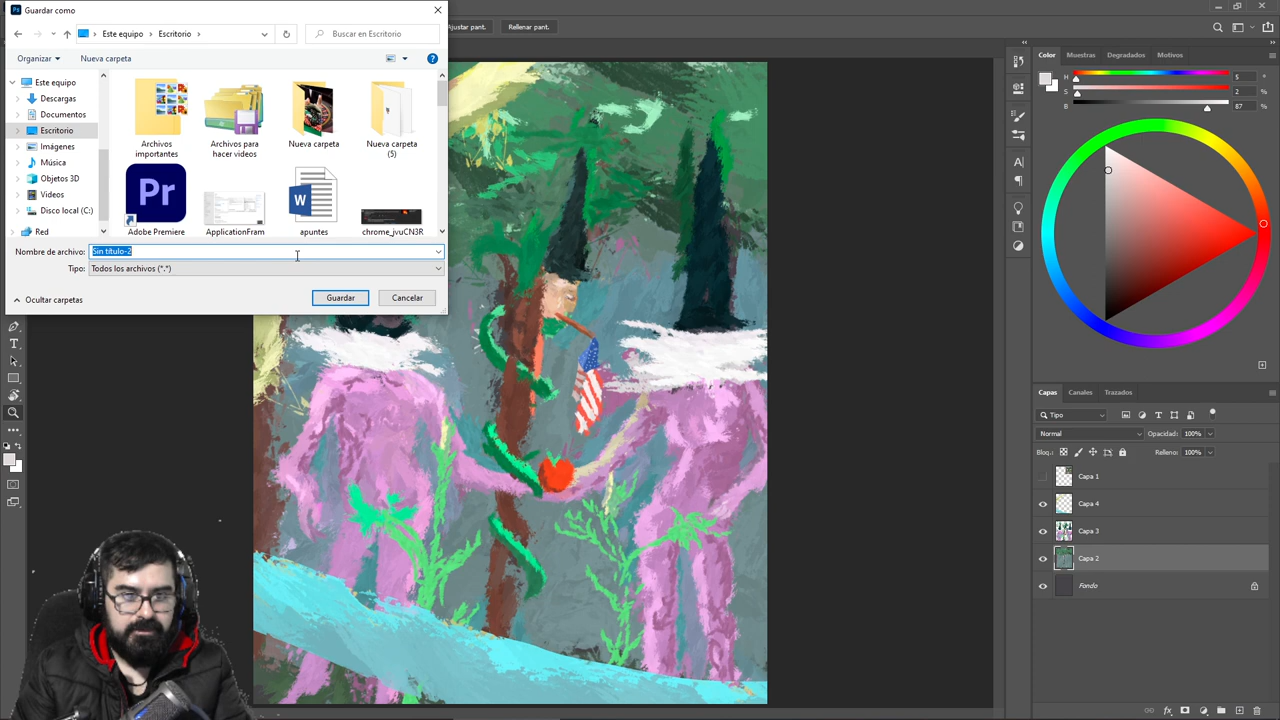 Guardar como
Este equipo
Escritorio
Buscar en Escritorio
Ajustar pant.
Rellenar pant.
Organizar
Nueva carpeta
Este equipo
Descargas
Documentos
Escritorio
Imágenes
Música
Objetos 3D
Videos
Disco local (C:)
Red
Archivos importantes
Archivos para hacer videos
Nueva carpeta
Nueva carpeta (5)
Adobe Premiere
ApplicationFram
apuntes
chrome_jvuCN3R
Nombre de archivo:
Sin título-2
Tipo:
Todos los archivos (*.*)
Ocultar carpetas
Guardar
Cancelar
Color
Muestras
Degradados
Motivos
H
5
°
S
2
%
B
87
%
Capas
Canales
Trazados
Tipo
Normal
Opacidad:
100%
Bloq.:
Relleno:
100%
Capa 1
Capa 4
Capa 3
Capa 2
Fondo